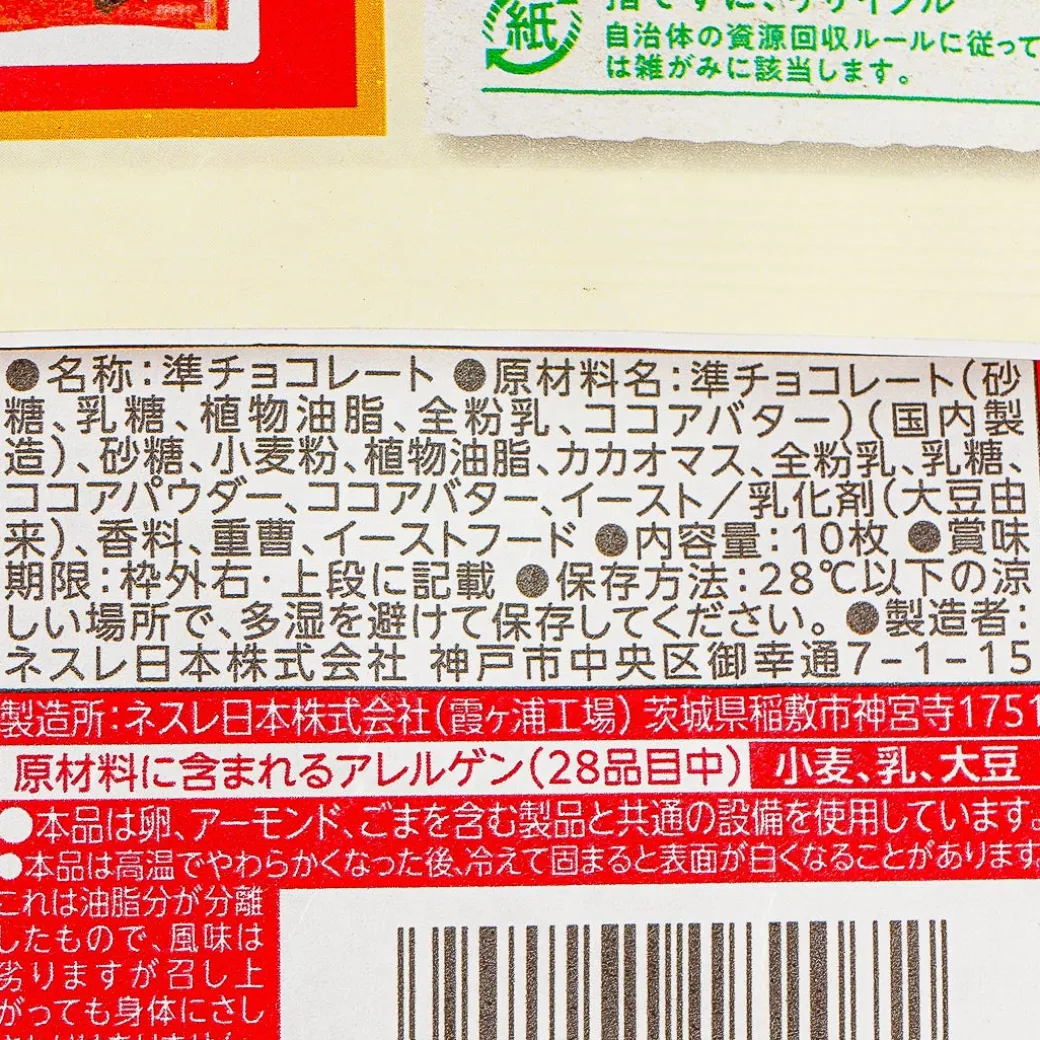 紙
自治体の資源回収ルールに従って
は雑がみに該当します。
●名称：準チョコレート ●原材料名：準チョコレート（砂
糖、乳糖、植物油脂、全粉乳、ココアバター）（国内製
造）、砂糖、小麦粉、植物油脂、カカオマス、全粉乳、乳糖、
ココアパウダー、ココアバター、イースト／乳化剤（大豆由
来）、香料、重曹、イーストフード ●内容量：10枚 ●賞味
期限：枠外右・上段に記載 ●保存方法：28℃以下の涼
しい場所で、多湿を避けて保存してください。 ●製造者：
ネスレ日本株式会社 神戸市中央区御幸通7-1-15
製造所：ネスレ日本株式会社（霞ヶ浦工場）茨城県稲敷市神宮寺1751
原材料に含まれるアレルゲン（28品目中） 小麦、乳、大豆
●本品は卵、アーモンド、ごまを含む製品と共通の設備を使用しています。
●本品は高温でやわらかくなった後、冷えて固まると表面が白くなることがあります。
これは油脂分が分離
したもので、風味は
劣りますが召し上
がっても身体にさし